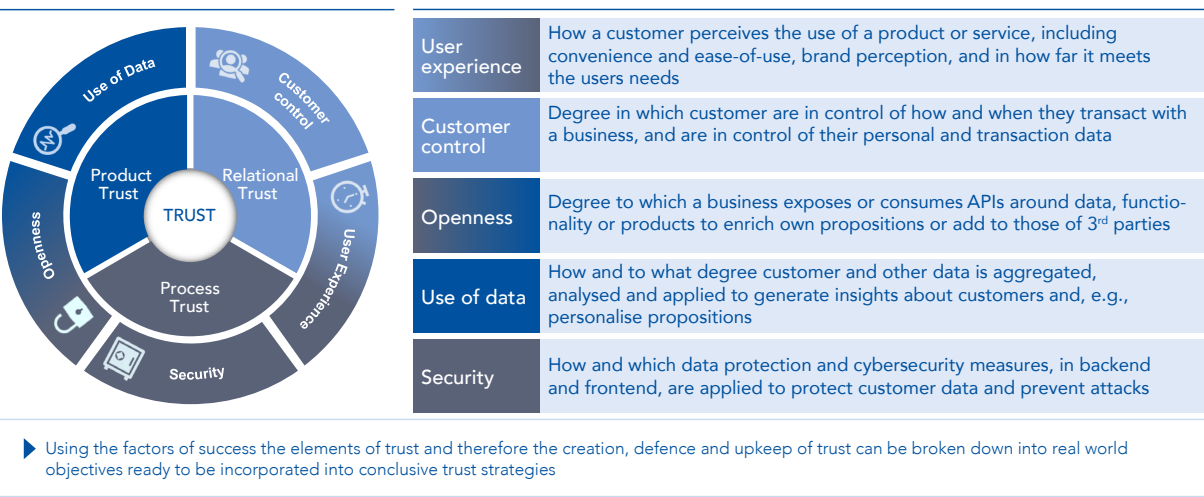 Use of Data
Customer
control
User Experience
Security
Openness
Product
Trust
Relational
Trust
Process
Trust
TRUST
User
experience
How a customer perceives the use of a product or service, including
convenience and ease-of-use, brand perception, and in how far it meets
the users needs
Customer
control
Degree in which customer are in control of how and when they transact with
a business, and are in control of their personal and transaction data
Openness
Degree to which a business exposes or consumes APIs around data, functio-
nality or products to enrich own propositions or add to those of 3rd parties
Use of data
How and to what degree customer and other data is aggregated,
analysed and applied to generate insights about customers and, e.g.,
personalise propositions
Security
How and which data protection and cybersecurity measures, in backend
and frontend, are applied to protect customer data and prevent attacks
Using the factors of success the elements of trust and therefore the creation, defence and upkeep of trust can be broken down into real world
objectives ready to be incorporated into conclusive trust strategies